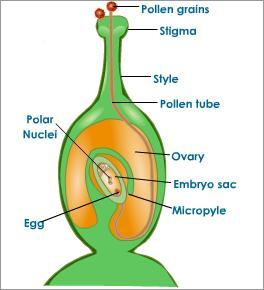 Pollen grains
Stigma
Style
Pollen tube
Polar
Nuclei
Ovary
Embryo sac
Micropyle
Egg